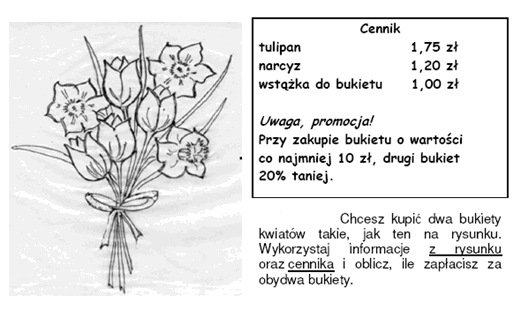 Cennik
tulipan 1,75 zł
narcyz 1,20 zł
wstążka do bukietu 1,00 zł
Uwaga, promocja!
Przy zakupie bukietu o wartości
co najmniej 10 zł, drugi bukiet
20% taniej.
Chcesz kupić dwa bukiety
kwiatów takie, jak ten na rysunku.
Wykorzystaj informacje z rysunku
oraz cennika i oblicz, ile zapłacisz za
obydwa bukiety.